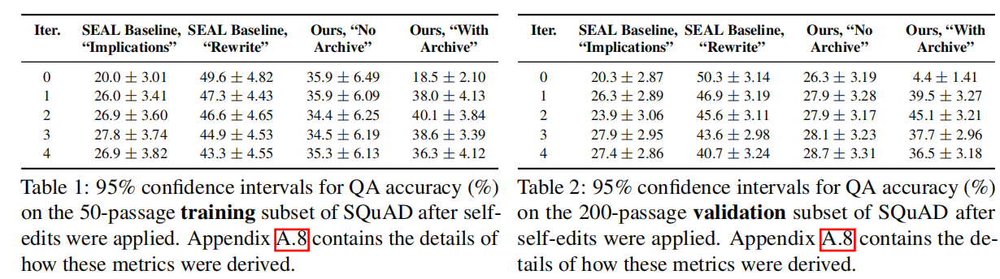 Iter. SEAL Baseline, "Implications" SEAL Baseline, "Rewrite" Ours, "No Archive" Ours, "With Archive"
0 20.0 ± 3.01 49.6 ± 4.82 35.9 ± 6.49 18.5 ± 2.10
1 26.0 ± 3.41 47.3 ± 4.43 35.9 ± 6.09 38.0 ± 4.13
2 26.9 ± 3.60 46.6 ± 4.65 34.4 ± 6.25 40.1 ± 3.84
3 27.8 ± 3.74 44.9 ± 4.53 34.5 ± 6.19 38.6 ± 3.39
4 26.9 ± 3.82 43.3 ± 4.55 35.3 ± 6.13 36.3 ± 4.12
Table 1: 95% confidence intervals for QA accuracy (%)
on the 50-passage training subset of SQuAD after self-
edits were applied. Appendix A.8 contains the details of
how these metrics were derived.
Iter. SEAL Baseline, "Implications" SEAL Baseline, "Rewrite" Ours, "No Archive" Ours, "With Archive"
0 20.3 ± 2.87 50.3 ± 3.14 26.3 ± 3.19 4.4 ± 1.41
1 26.3 ± 2.89 46.9 ± 3.19 27.9 ± 3.28 39.5 ± 3.27
2 23.9 ± 3.06 45.6 ± 3.11 27.9 ± 3.17 45.1 ± 3.21
3 27.9 ± 2.95 43.6 ± 2.98 28.1 ± 3.23 37.7 ± 2.96
4 27.4 ± 2.86 40.7 ± 3.24 28.7 ± 3.31 36.5 ± 3.18
Table 2: 95% confidence intervals for QA accuracy (%)
on the 200-passage validation subset of SQuAD after
self-edits were applied. Appendix A.8 contains the de-
tails of how these metrics were derived.